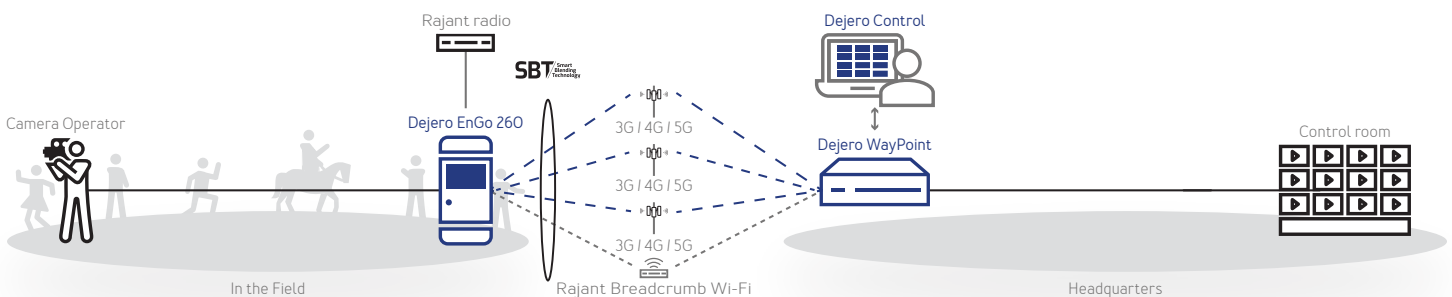 Rajant radio
Dejero Control
SBT Smart Blending Technology
Camera Operator
Dejero EnGo 260
3G / 4G / 5G
Dejero WayPoint
Control room
3G / 4G / 5G
3G / 4G / 5G
In the Field
Rajant Breadcrumb Wi-Fi
Headquarters